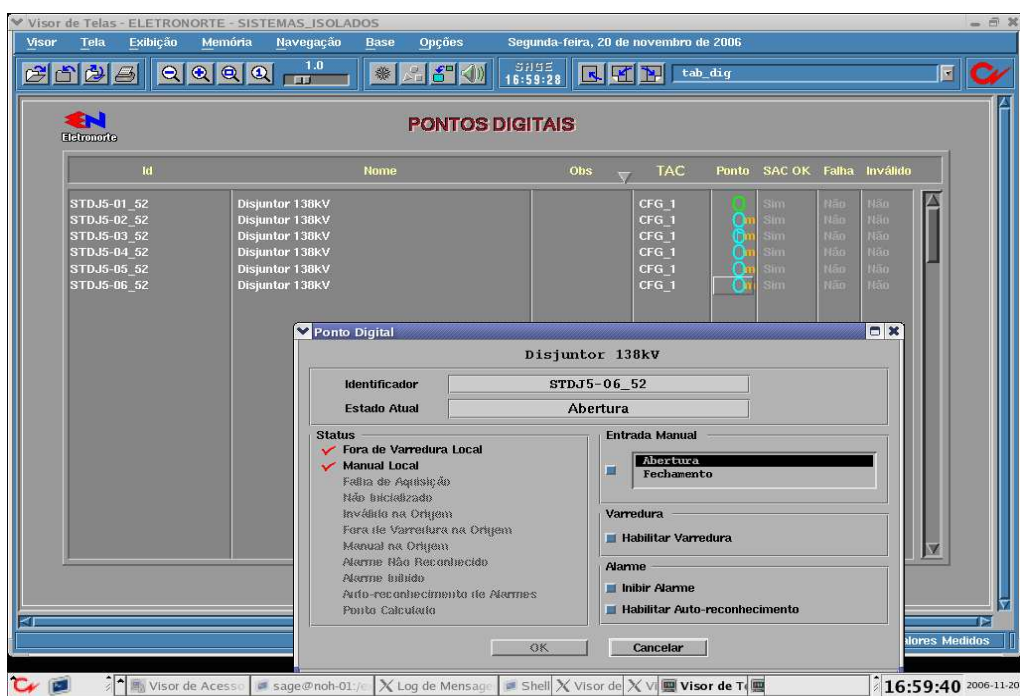 Visor de Telas - ELETRONORTE - SISTEMAS_ISOLADOS
Visor Tela Exibição Memória Navegação Base Opções Segunda-feira, 20 de novembro de 2006
1.0 SAGE 16:59:28 tab_dig
Eletronorte
PONTOS DIGITAIS
Id Nome Obs TAC Ponto SAC OK Falha Inválido
STDJ5-01_52 Disjuntor 138kV CFG_1 Sim Não Não
STDJ5-02_52 Disjuntor 138kV CFG_1 m Sim Não Não
STDJ5-03_52 Disjuntor 138kV CFG_1 m Sim Não Não
STDJ5-04_52 Disjuntor 138kV CFG_1 m Sim Não Não
STDJ5-05_52 Disjuntor 138kV CFG_1 m Sim Não Não
STDJ5-06_52 Disjuntor 138kV CFG_1 m Sim Não Não
Ponto Digital
Disjuntor 138kV
Identificador STDJ5-06_52
Estado Atual Abertura
Status
Fora de Varredura Local
Manual Local
Falha de Aquisição
Não Inicializado
Inválido na Origem
Fora de Varredura na Origem
Manual na Origem
Alarme Não Reconhecido
Alarme Inibido
Auto-reconhecimento de Alarmes
Ponto Calculado
Entrada Manual
Abertura
Fechamento
Varredura
Habilitar Varredura
Alarme
Inibir Alarme
Habilitar Auto-reconhecimento
OK Cancelar
alores Medidos
Visor de Acesso sage@noh-01:/ Log de Mensage Shell Visor de Vi Visor de Te 16:59:40 2006-11-20